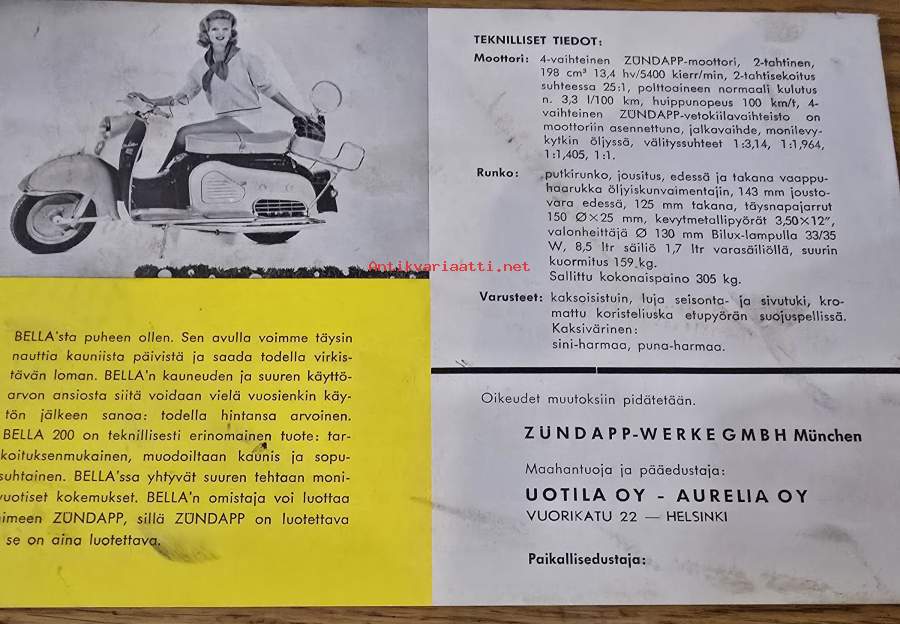 BELLA'sta puheen ollen. Sen avulla voimme täysin
nauttia kauniista päivistä ja saada todella virkis-
tävän loman. BELLA'n kauneuden ja suuren käyttö-
arvon ansiosta siitä voidaan vielä vuosienkin käy-
tön jälkeen sanoa: todella hintansa arvoinen.
BELLA 200 on teknillisesti erinomainen tuote: tar-
koituksenmukainen, muodoiltaan kaunis ja sopu-
suhtainen. BELLA'ssa yhtyvät suuren tehtaan moni-
vuotiset kokemukset. BELLA'n omistaja voi luottaa
nimeen ZÜNDAPP, sillä ZÜNDAPP on luotettava
se on aina luotettava.
TEKNILLISET TIEDOT:
Moottori: 4-vaihteinen ZÜNDAPP-moottori, 2-tahtinen,
198 cm³ 13,4 hv/5400 kierr/min, 2-tahtisekoitus
suhteessa 25:1, polttoaineen normaali kulutus
n. 3,3 l/100 km, huippunopeus 100 km/t, 4-
vaihteinen ZÜNDAPP-vetokiilavaihteisto on
moottoriin asennettuna, jalkavaihde, monilevy-
kytkin öljyssä, välityssuhteet 1:3,14, 1:1,964,
1:1,405, 1:1.
Runko: putkirunko, jousitus, edessä ja takana vaappu-
haarukka öljyiskunvaimentajin, 143 mm jousto-
vara edessä, 125 mm takana, täysnapajarrut
150 Ø×25 mm, kevytmetallipyörät 3,50×12",
valonheittäjä Ø 130 mm Bilux-lampulla 33/35
W, 8,5 ltr säiliö 1,7 ltr varasäiliöllä, suurin
kuormitus 159 kg.
Sallittu kokonaispaino 305 kg.
Varusteet: kaksoisistuin, luja seisonta- ja sivutuki, kro-
mattu koristeliuska etupyörän suojuspellissä.
Kaksivärinen:
sini-harmaa, puna-harmaa.
Oikeudet muutoksiin pidätetään.
ZÜNDAPP-WERKE GMBH München
Maahantuoja ja pääedustaja:
UOTILA OY - AURELIA OY
VUORIKATU 22 — HELSINKI
Paikallisedustaja:
Antikvariaatti.net